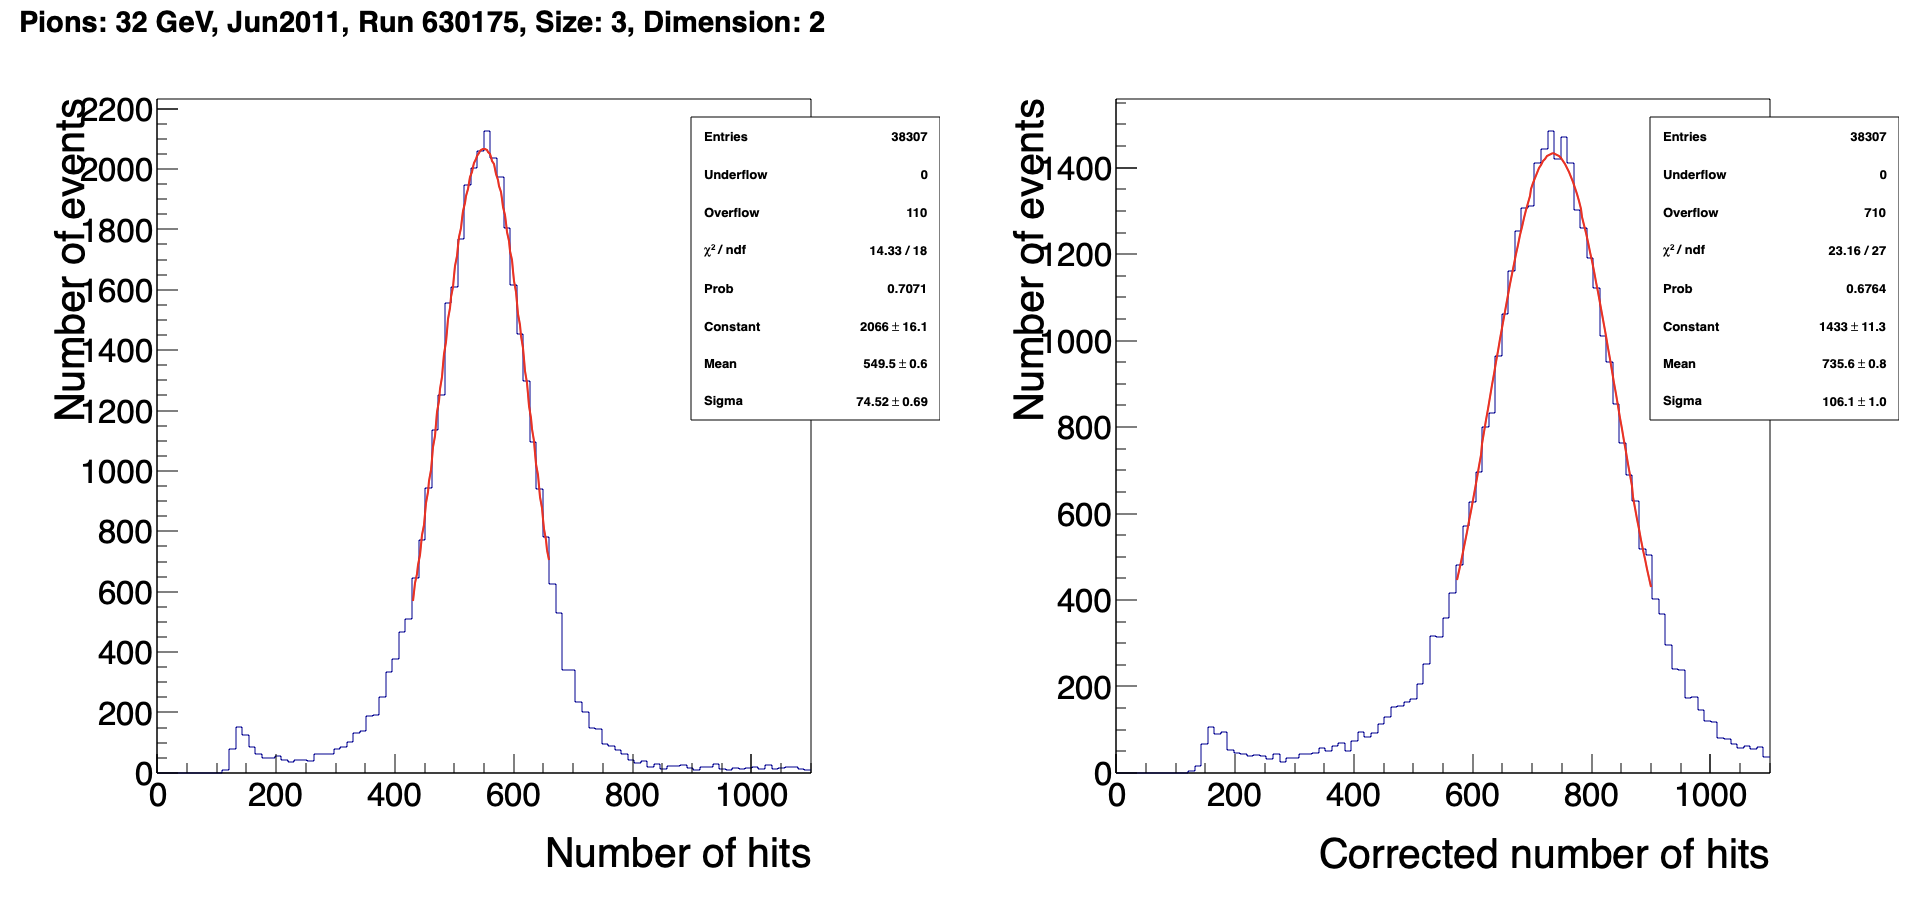 Pions: 32 GeV, Jun2011, Run 630175, Size: 3, Dimension: 2
Number of events
2200
2000
1800
1600
1400
1200
1000
800
600
400
200
0
0 200 400 600 800 1000
Number of hits
Entries 38307
Underflow 0
Overflow 110
χ² / ndf 14.33 / 18
Prob 0.7071
Constant 2066 ± 16.1
Mean 549.5 ± 0.6
Sigma 74.52 ± 0.69
Number of events
1400
1200
1000
800
600
400
200
0
0 200 400 600 800 1000
Corrected number of hits
Entries 38307
Underflow 0
Overflow 710
χ² / ndf 23.16 / 27
Prob 0.6764
Constant 1433 ± 11.3
Mean 735.6 ± 0.8
Sigma 106.1 ± 1.0